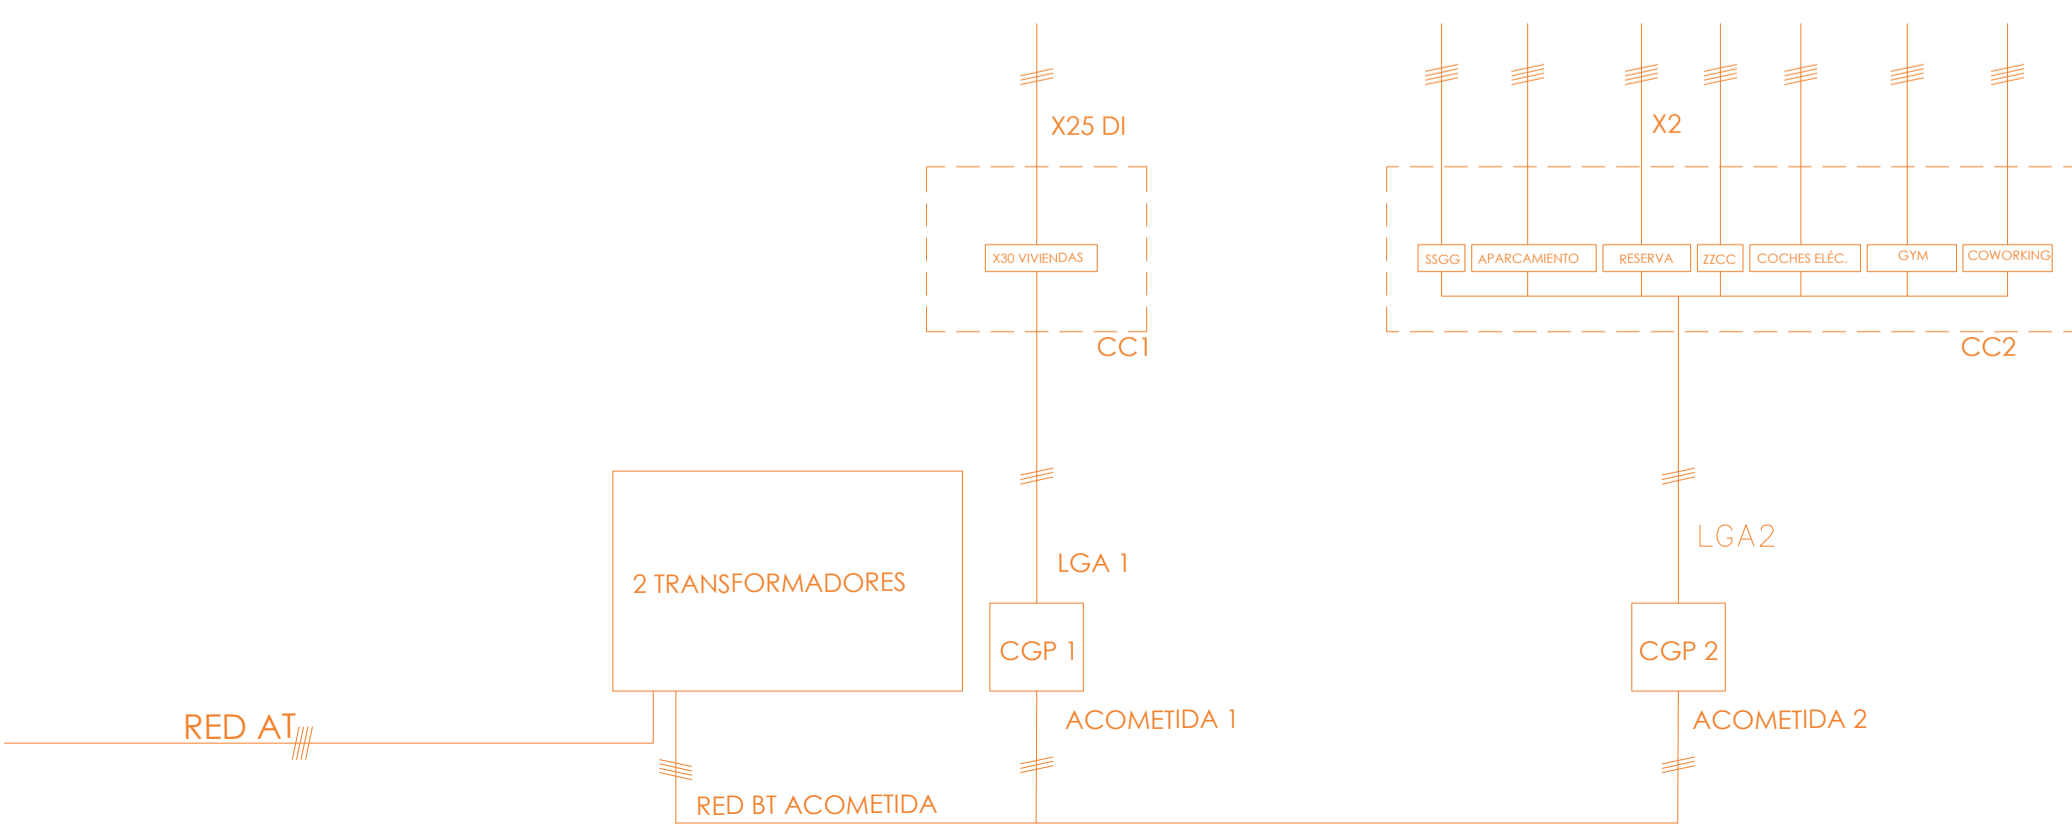 X25 DI
X2
X30 VIVIENDAS
SSGG
APARCAMIENTO
RESERVA
ZZCC
COCHES ELÉC.
GYM
COWORKING
CC1
CC2
LGA2
LGA 1
2 TRANSFORMADORES
CGP 1
CGP 2
RED AT
ACOMETIDA 1
ACOMETIDA 2
RED BT ACOMETIDA